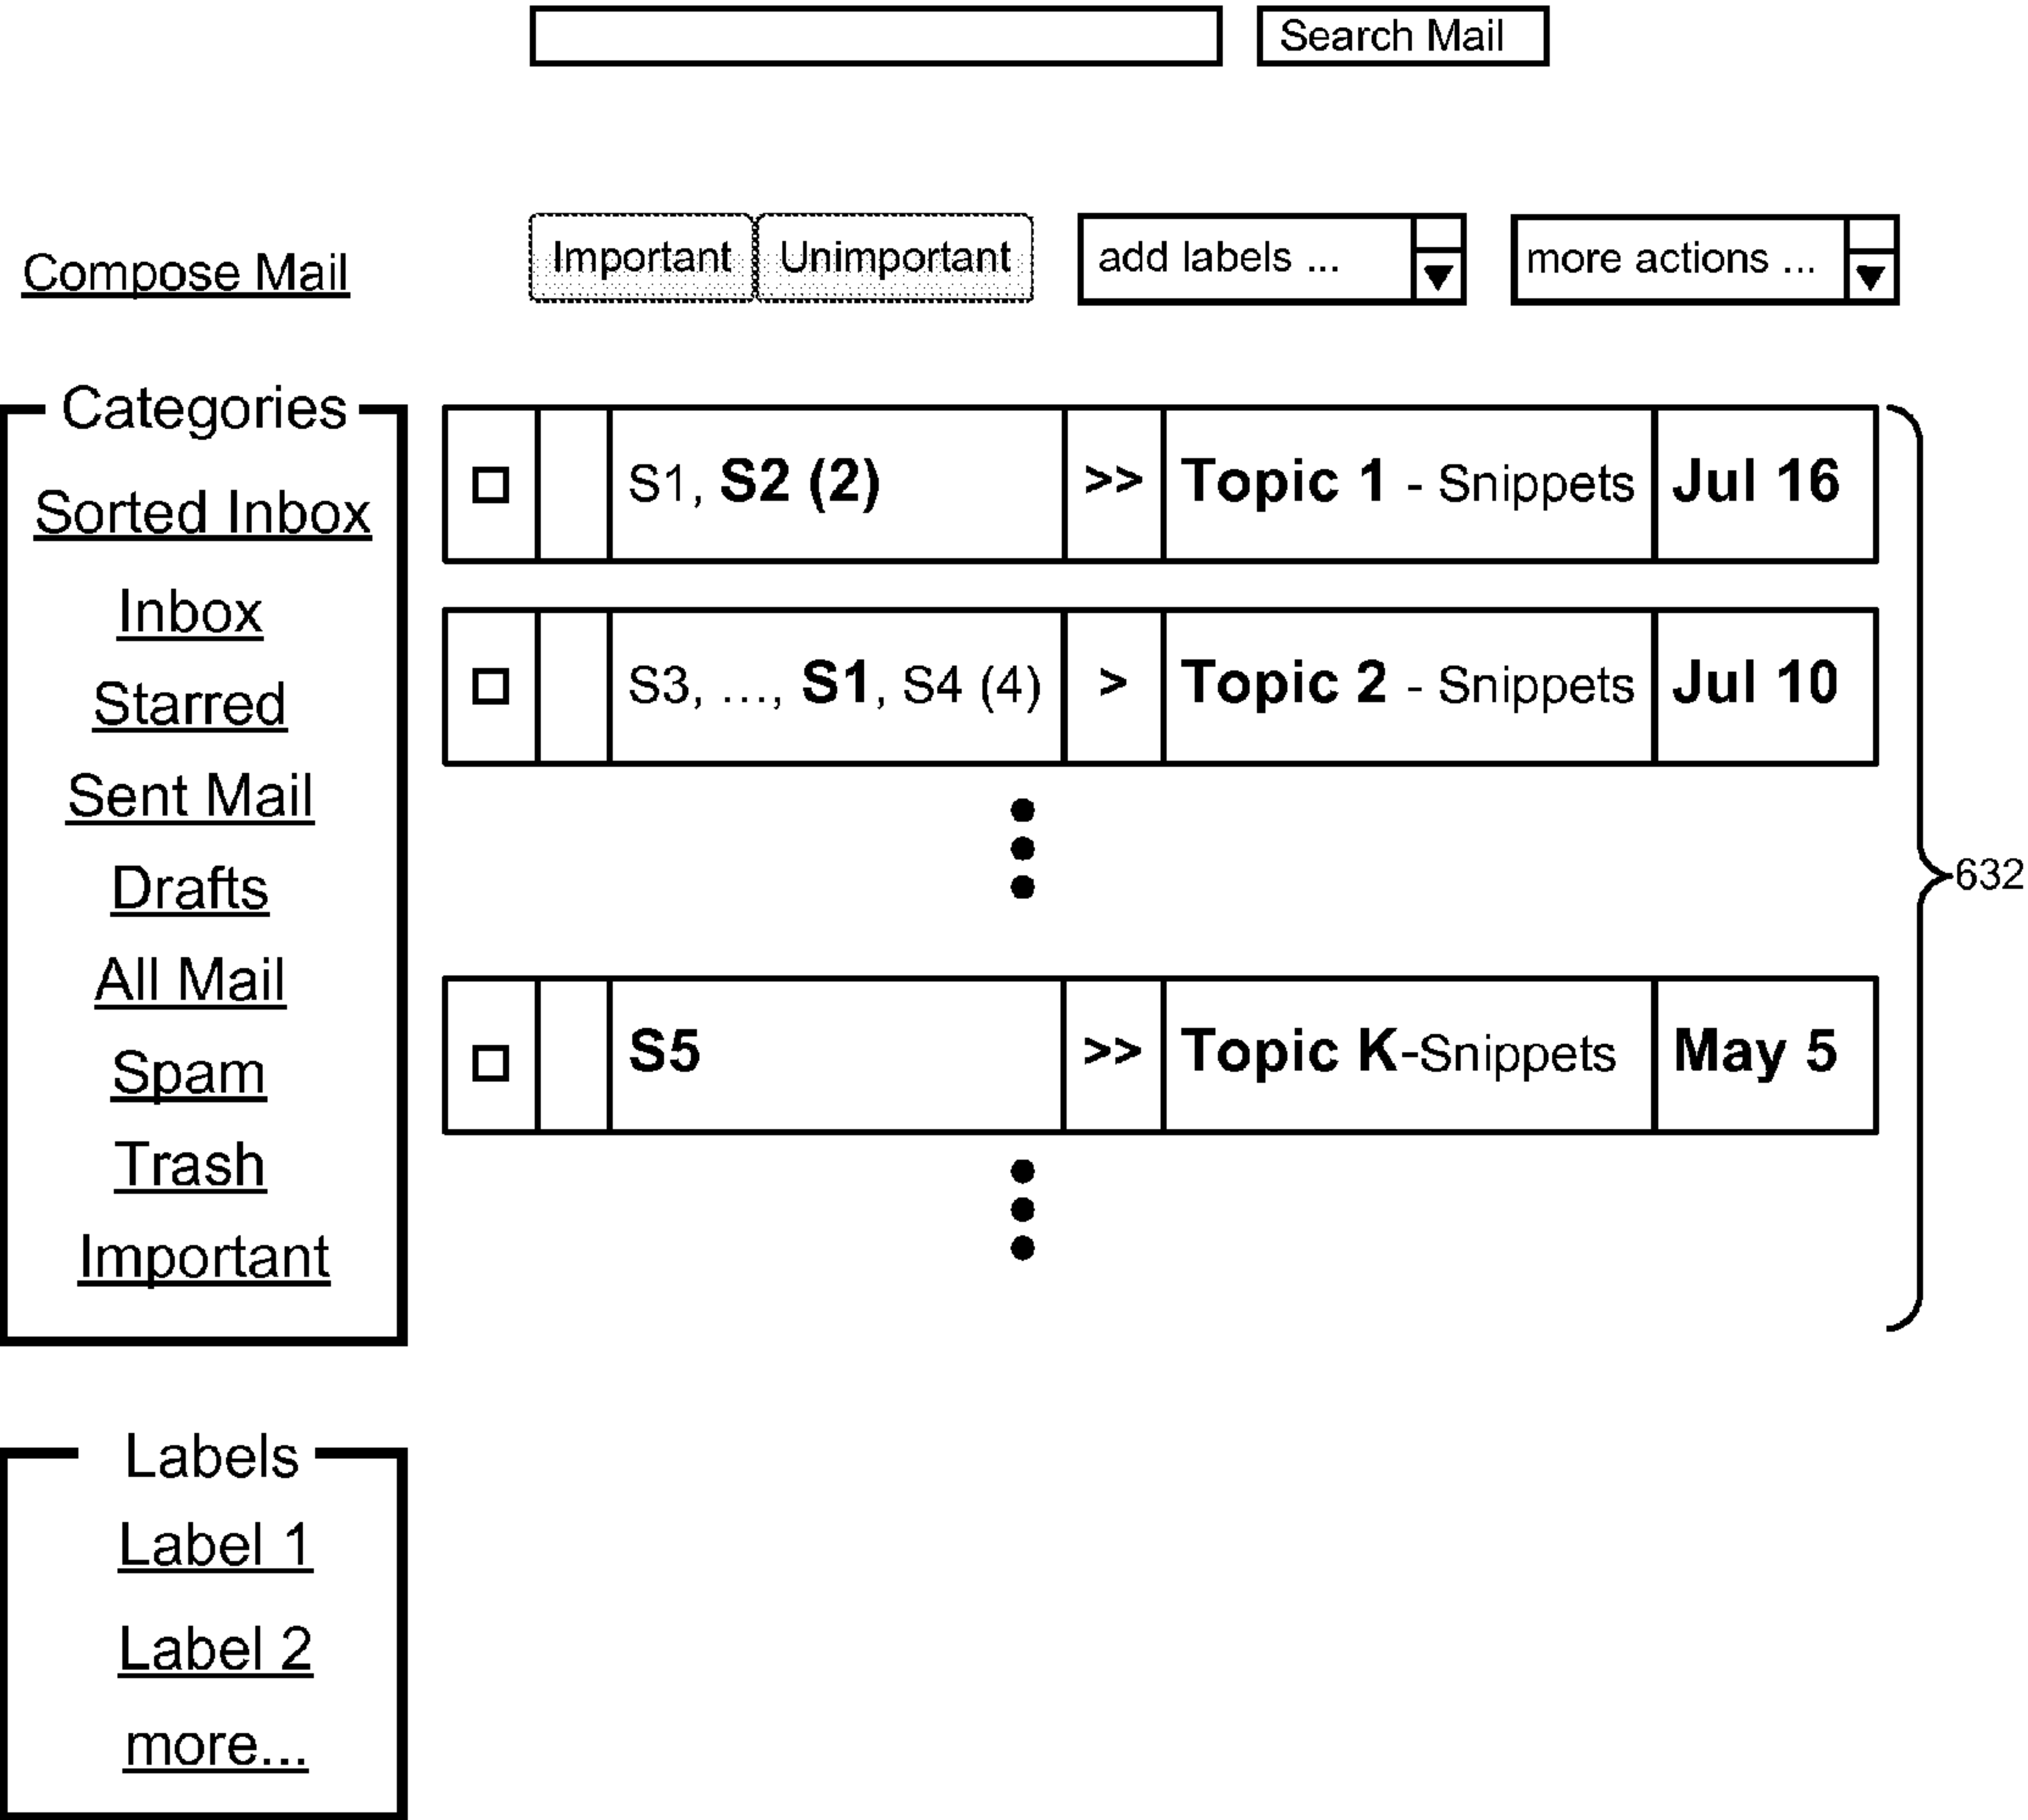 Search Mail
Compose Mail
Important Unimportant add labels ... more actions ...
Categories
Sorted Inbox
Inbox
Starred
Sent Mail
Drafts
All Mail
Spam
Trash
Important
S1, S2 (2) >> Topic 1 - Snippets Jul 16
S3, ..., S1, S4 (4) > Topic 2 - Snippets Jul 10
S5 >> Topic K-Snippets May 5
632
Labels
Label 1
Label 2
more...